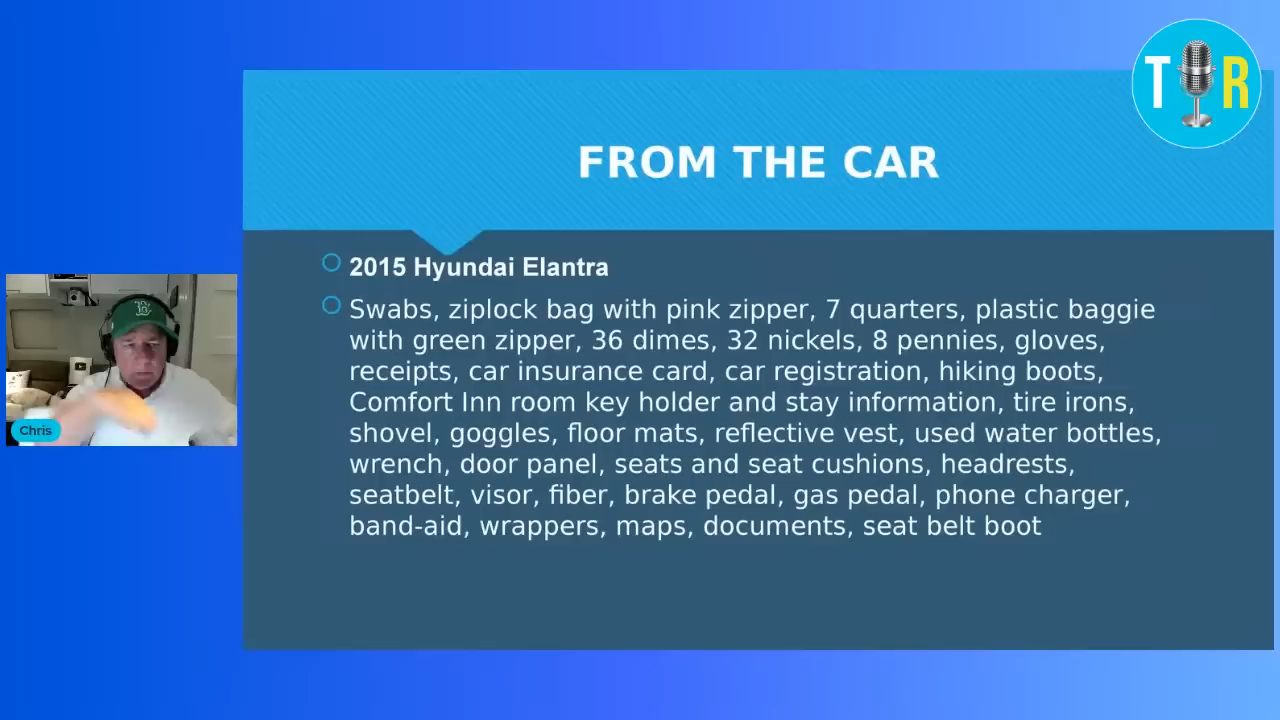 T R
FROM THE CAR
2015 Hyundai Elantra
Swabs, ziplock bag with pink zipper, 7 quarters, plastic baggie
with green zipper, 36 dimes, 32 nickels, 8 pennies, gloves,
receipts, car insurance card, car registration, hiking boots,
Comfort Inn room key holder and stay information, tire irons,
shovel, goggles, floor mats, reflective vest, used water bottles,
wrench, door panel, seats and seat cushions, headrests,
seatbelt, visor, fiber, brake pedal, gas pedal, phone charger,
band-aid, wrappers, maps, documents, seat belt boot
B
Chris